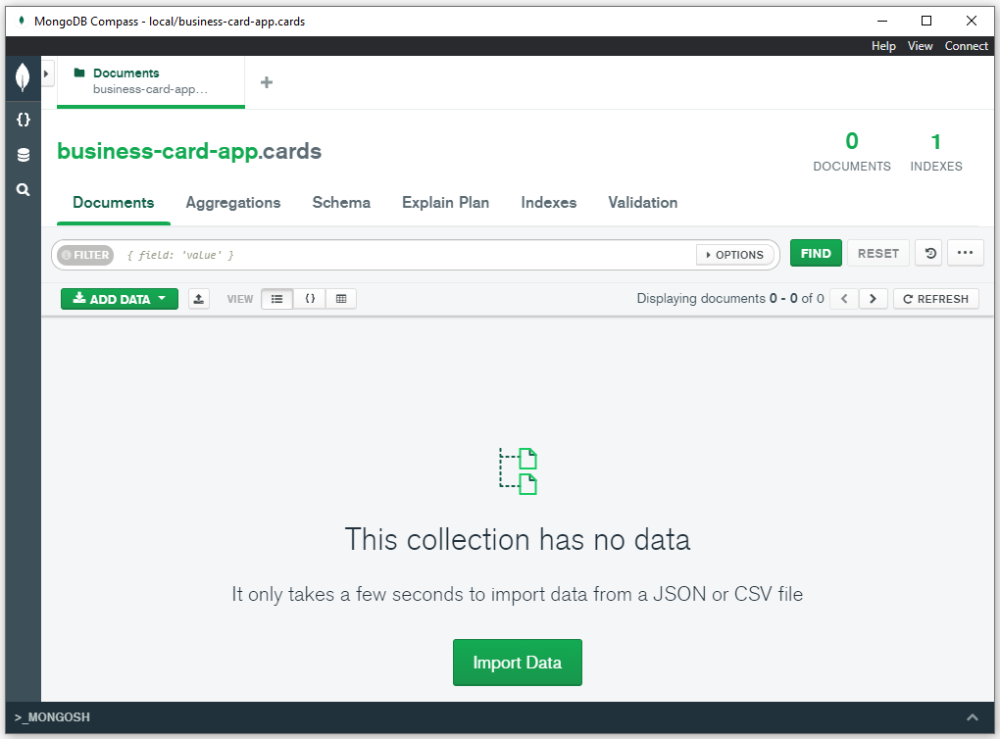 MongoDB Compass - local/business-card-app.cards
Help View Connect
Documents
business-card-app...
business-card-app.cards
0
DOCUMENTS
1
INDEXES
Documents Aggregations Schema Explain Plan Indexes Validation
FILTER { field: 'value' } OPTIONS FIND RESET ...
ADD DATA VIEW {} Displaying documents 0 - 0 of 0 < > REFRESH
This collection has no data
It only takes a few seconds to import data from a JSON or CSV file
Import Data
>_MONGOSH